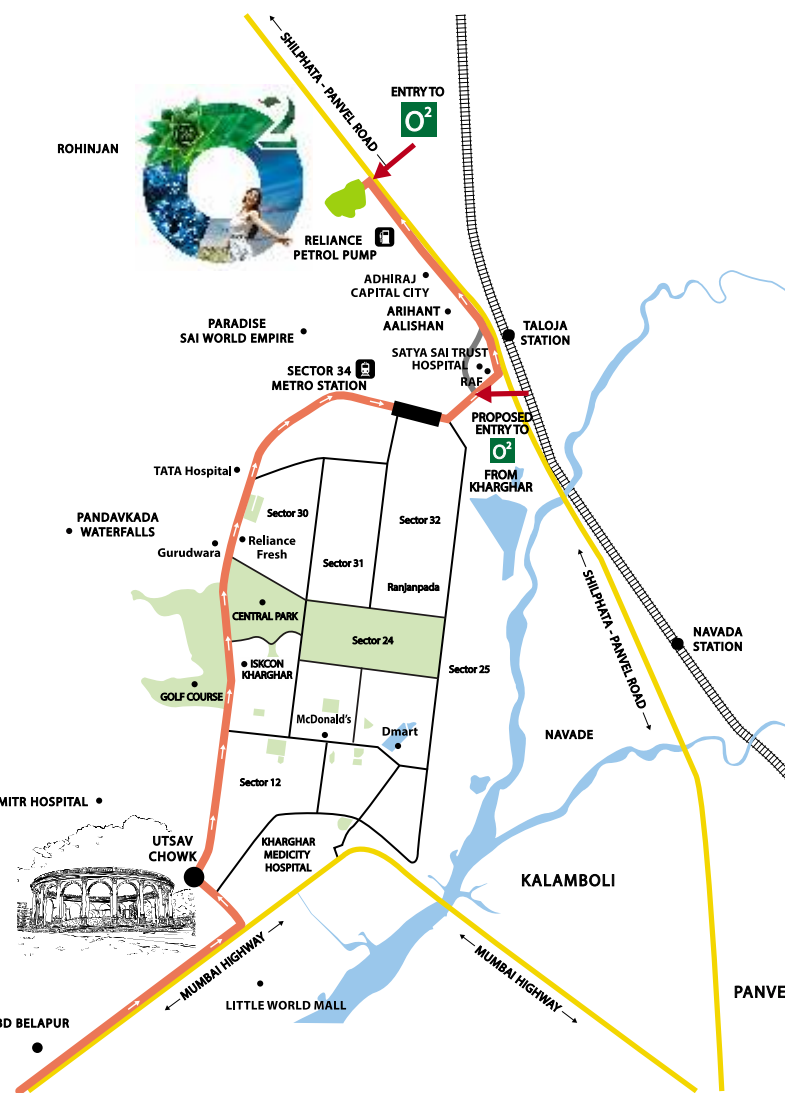 SHILPHATA - PANVEL ROAD
ENTRY TO
O²
2
ROHINJAN
RELIANCE
PETROL PUMP
ADHIRAJ
CAPITAL CITY
ARIHANT
AALISHAN
PARADISE
SAI WORLD EMPIRE
TALOJA
STATION
SATYA SAI TRUST
HOSPITAL
RAF
SECTOR 34
METRO STATION
PROPOSED
ENTRY TO
O²
FROM
KHARGHAR
TATA Hospital
PANDAVKADA
WATERFALLS
Sector 30
Sector 32
Gurudwara
Reliance
Fresh
Sector 31
Ranjanpada
SHILPHATA - PANVEL ROAD
CENTRAL PARK
Sector 24
NAVADA
STATION
ISKCON
KHARGHAR
Sector 25
GOLF COURSE
McDonald's
Dmart
NAVADE
Sector 12
MITR HOSPITAL
UTSAV
CHOWK
KHARGHAR
MEDICITY
HOSPITAL
KALAMBOLI
MUMBAI HIGHWAY
MUMBAI HIGHWAY
LITTLE WORLD MALL
PANVE
BD BELAPUR